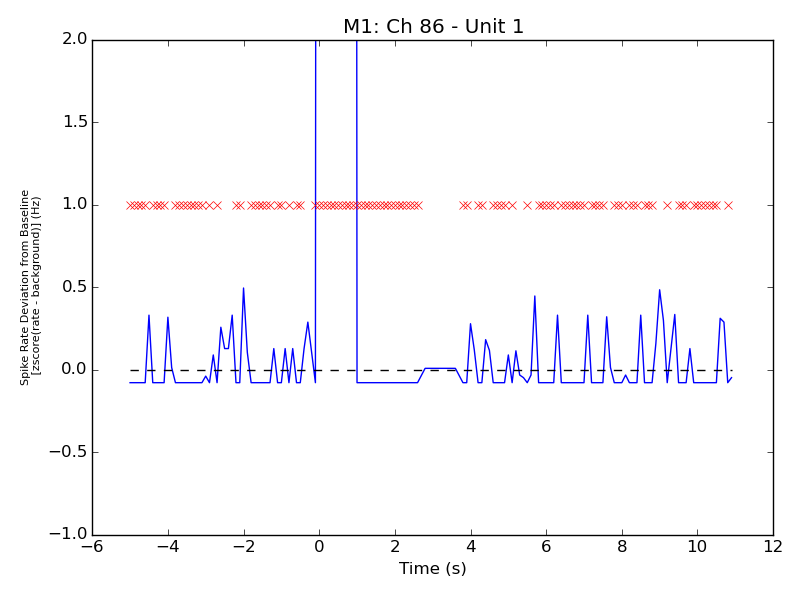 M1: Ch 86 - Unit 1
2.0
1.5
1.0
0.5
0.0
−0.5
−1.0
Spike Rate Deviation from Baseline
[zscore(rate - background)] (Hz)
−6 −4 −2 0 2 4 6 8 10 12
Time (s)